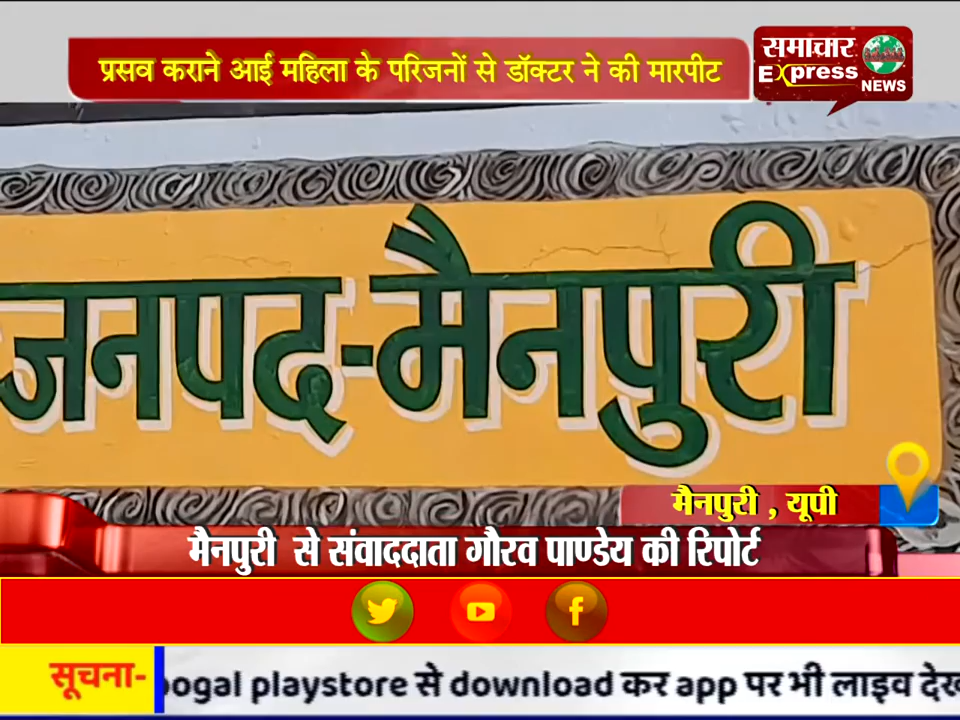 प्रसव कराने आई महिला के परिजनों से डॉक्टर ने की मारपीट
समाचार
Express
NEWS
जनपद-मैनपुरी
मैनपुरी , यूपी
मैनपुरी से संवाददाता गौरव पाण्डेय की रिपोर्ट
सूचना-
playstore से download कर app पर भी लाइव